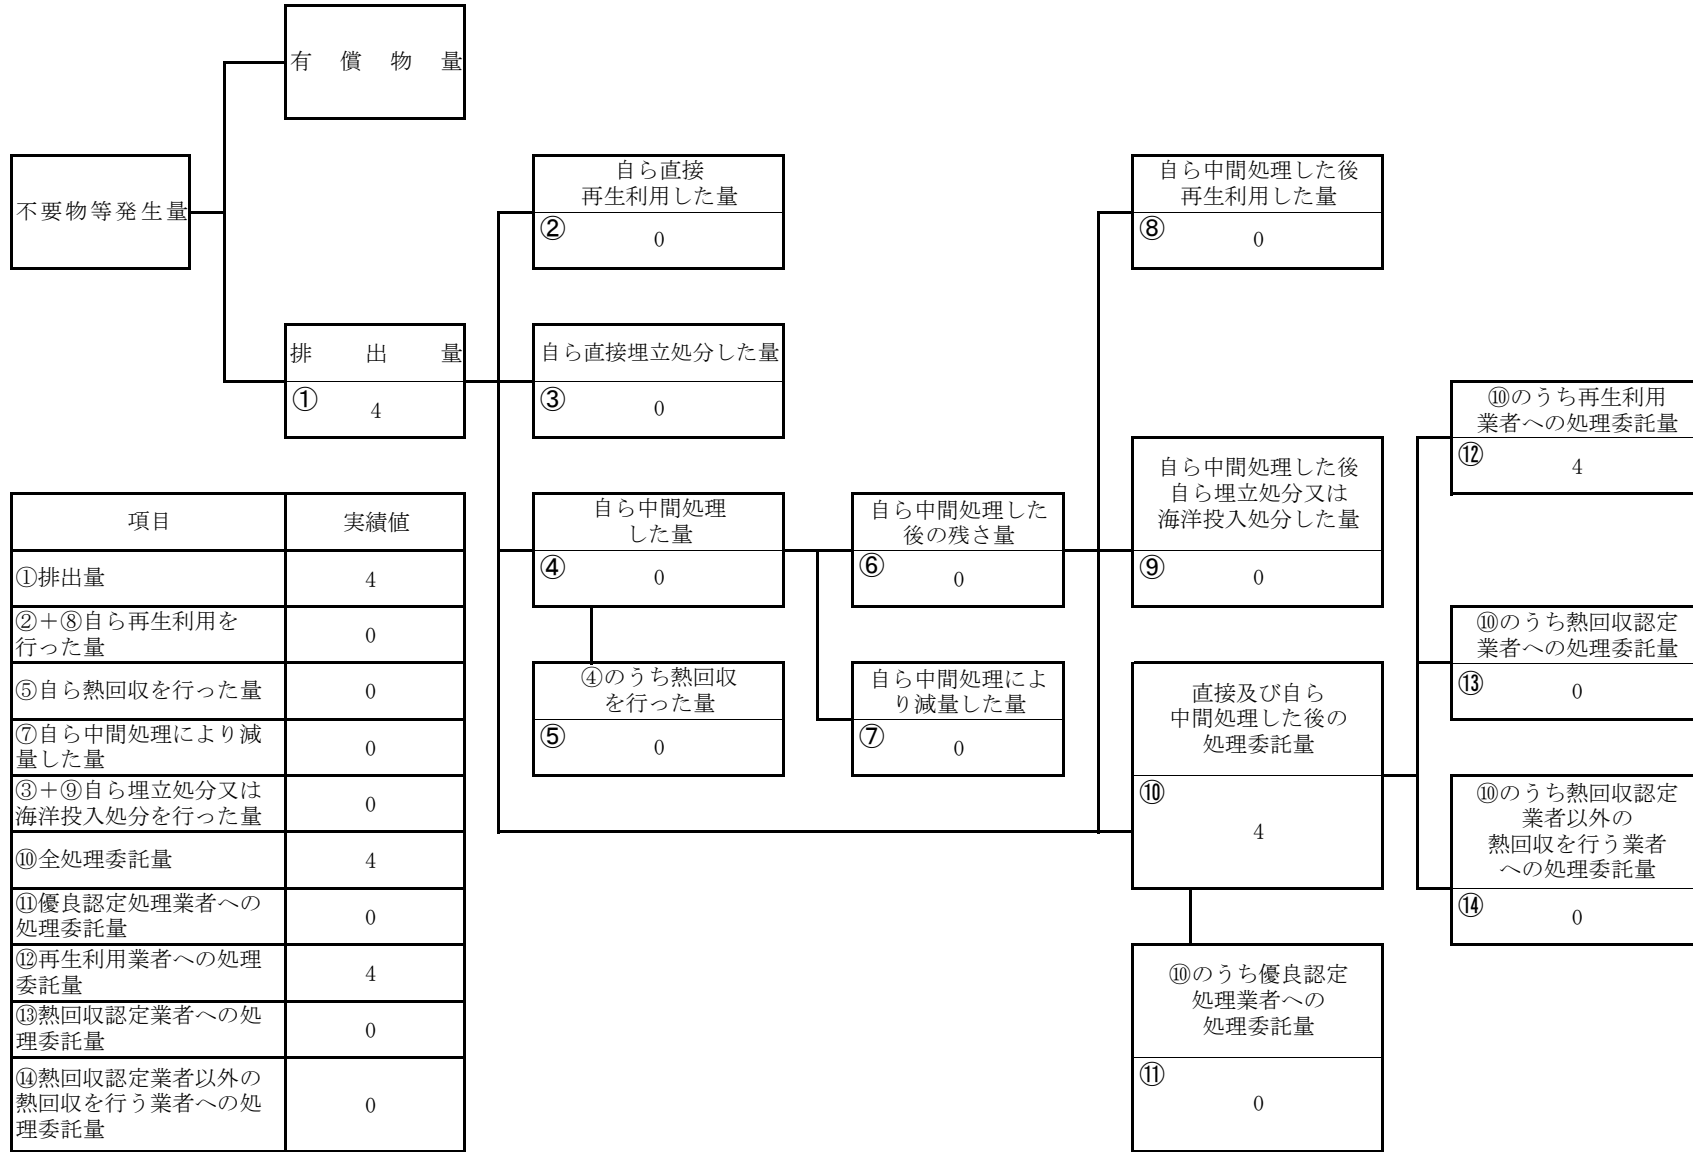 有償物量
不要物等発生量
自ら直接
再生利用した量
②
0
自ら中間処理した後
再生利用した量
⑧
0
排出量
①
4
自ら直接埋立処分した量
③
0
⑩のうち再生利用
業者への処理委託量
⑫
4
自ら中間処理
した量
④
0
自ら中間処理した
後の残さ量
⑥
0
自ら中間処理した後
自ら埋立処分又は
海洋投入処分した量
⑨
0
④のうち熱回収
を行った量
⑤
0
自ら中間処理によ
り減量した量
⑦
0
直接及び自ら
中間処理した後の
処理委託量
⑩
4
⑩のうち熱回収認定
業者への処理委託量
⑬
0
⑩のうち熱回収認定
業者以外の
熱回収を行う業者
への処理委託量
⑭
0
⑩のうち優良認定
処理業者への
処理委託量
⑪
0
項目 実績値
①排出量 4
②＋⑧自ら再生利用を
行った量 0
⑤自ら熱回収を行った量 0
⑦自ら中間処理により減
量した量 0
③＋⑨自ら埋立処分又は
海洋投入処分を行った量 0
⑩全処理委託量 4
⑪優良認定処理業者への
処理委託量 0
⑫再生利用業者への処理
委託量 4
⑬熱回収認定業者への処
理委託量 0
⑭熱回収認定業者以外の
熱回収を行う業者への処
理委託量 0